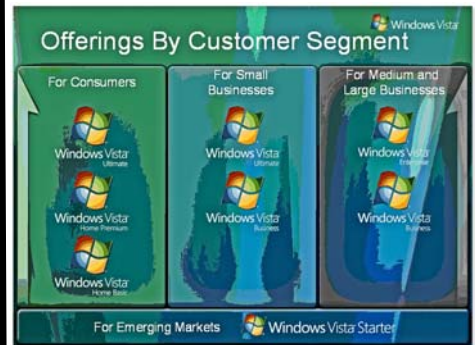 Windows Vista
Offerings By Customer Segment
For Consumers
Windows Vista
Ultimate
Windows Vista
Home Premium
Windows Vista
Home Basic
For Small
Businesses
Windows Vista
Ultimate
Windows Vista
Business
For Medium and
Large Businesses
Windows Vista
Enterprise
Windows Vista
Business
For Emerging Markets
Windows Vista Starter